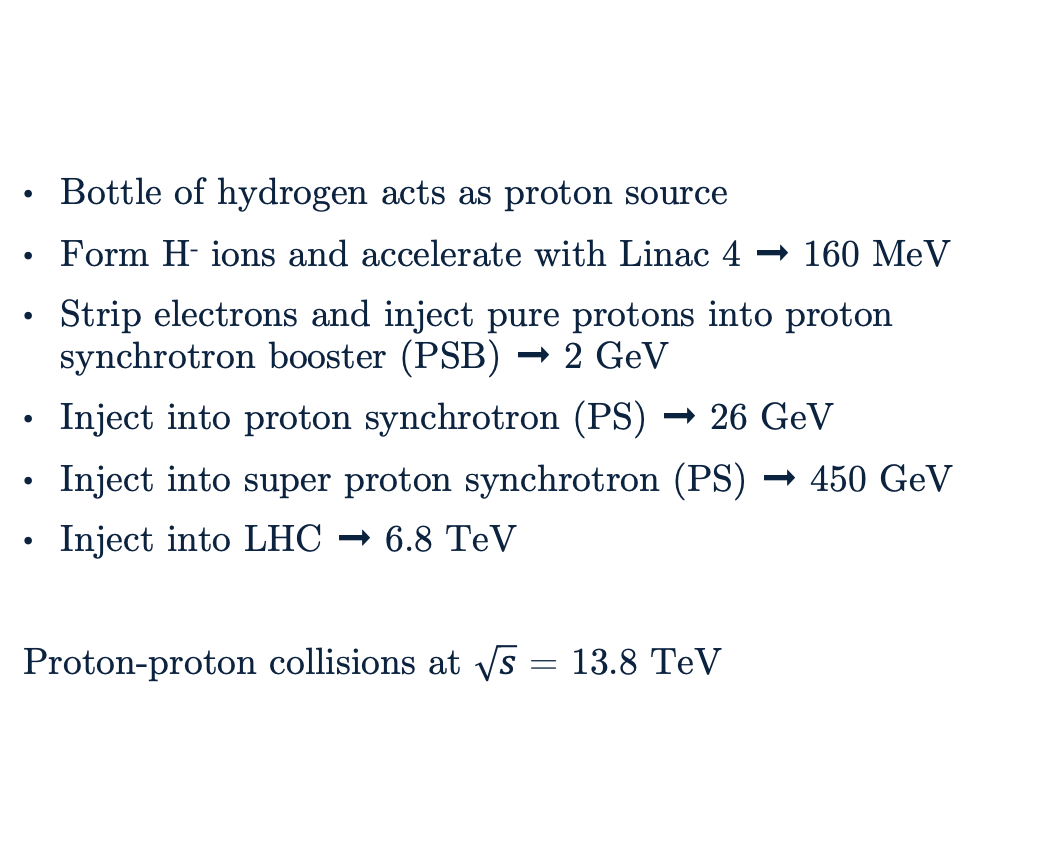 • Bottle of hydrogen acts as proton source
• Form H⁻ ions and accelerate with Linac 4 → 160 MeV
• Strip electrons and inject pure protons into proton
synchrotron booster (PSB) → 2 GeV
• Inject into proton synchrotron (PS) → 26 GeV
• Inject into super proton synchrotron (PS) → 450 GeV
• Inject into LHC → 6.8 TeV
Proton-proton collisions at √s = 13.8 TeV